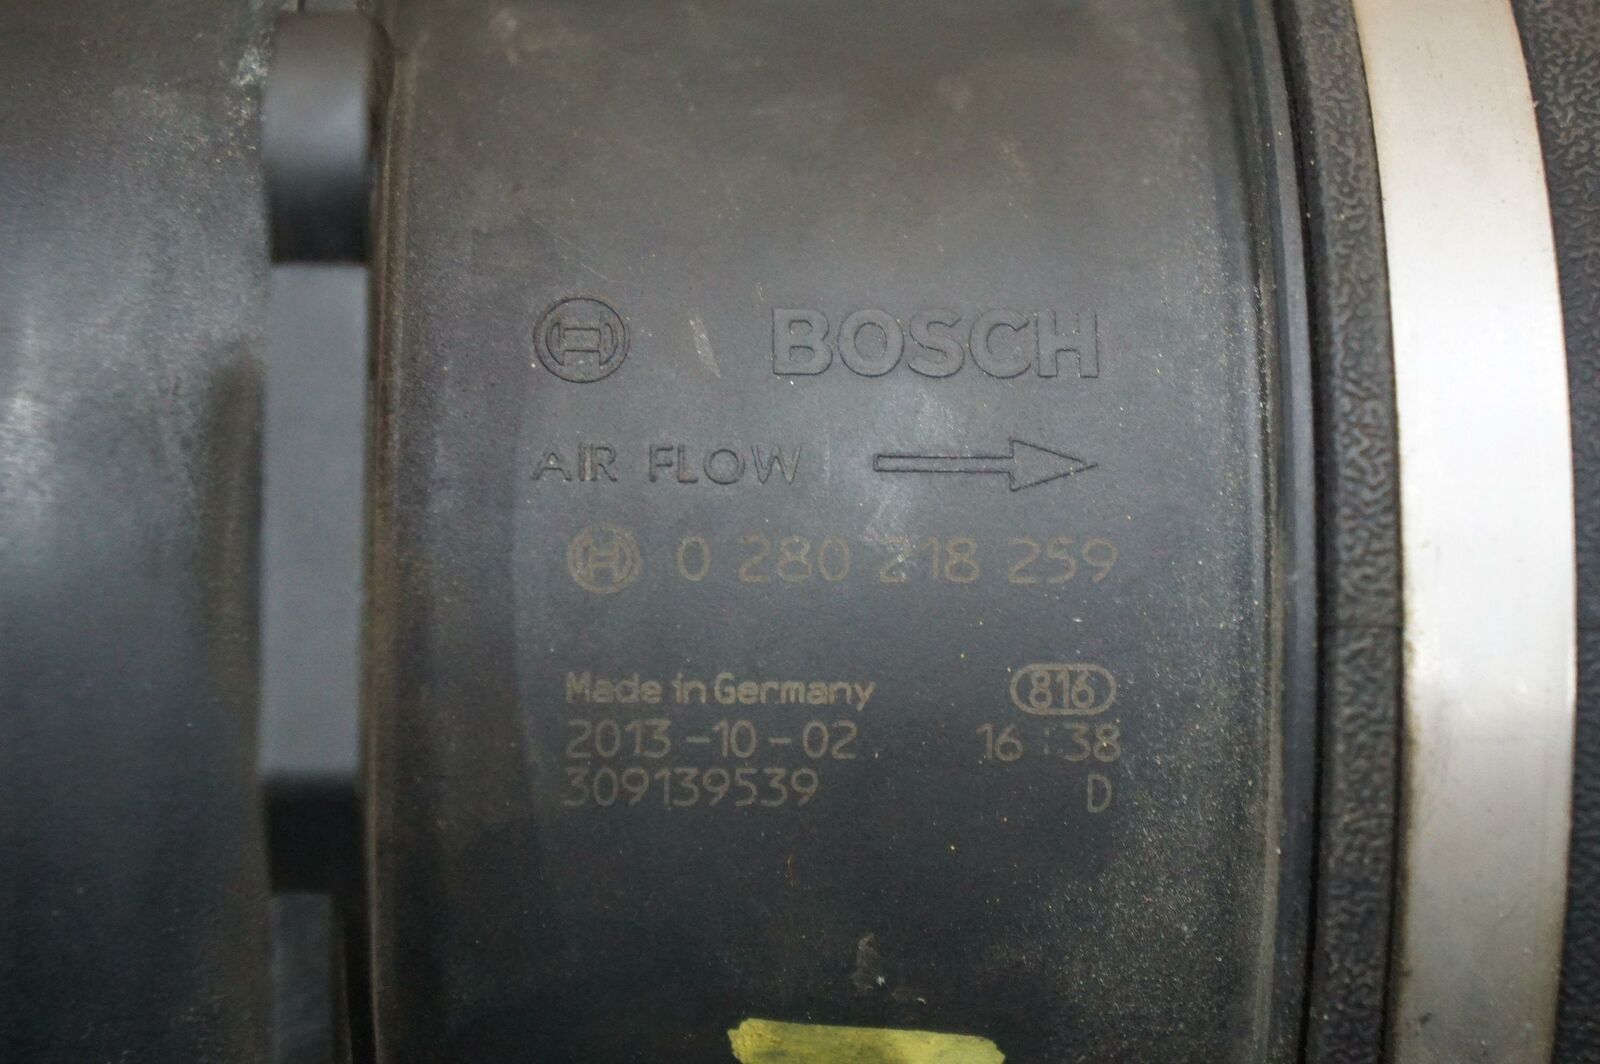 BOSCH
AIR FLOW
0 280 218 259
Made in Germany 816
2013-10-02 16:38
309139539 D